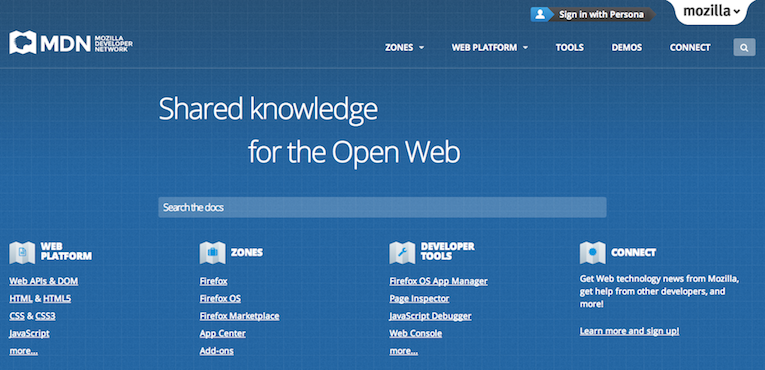 Sign in with Persona
mozilla
MDN MOZILLA DEVELOPER NETWORK
ZONES
WEB PLATFORM
TOOLS
DEMOS
CONNECT
Shared knowledge
for the Open Web
Search the docs
WEB
PLATFORM
Web APIs & DOM
HTML & HTML5
CSS & CSS3
JavaScript
more...
ZONES
Firefox
Firefox OS
Firefox Marketplace
App Center
Add-ons
DEVELOPER
TOOLS
Firefox OS App Manager
Page Inspector
JavaScript Debugger
Web Console
more...
CONNECT
Get Web technology news from Mozilla,
get help from other developers, and
more!
Learn more and sign up!